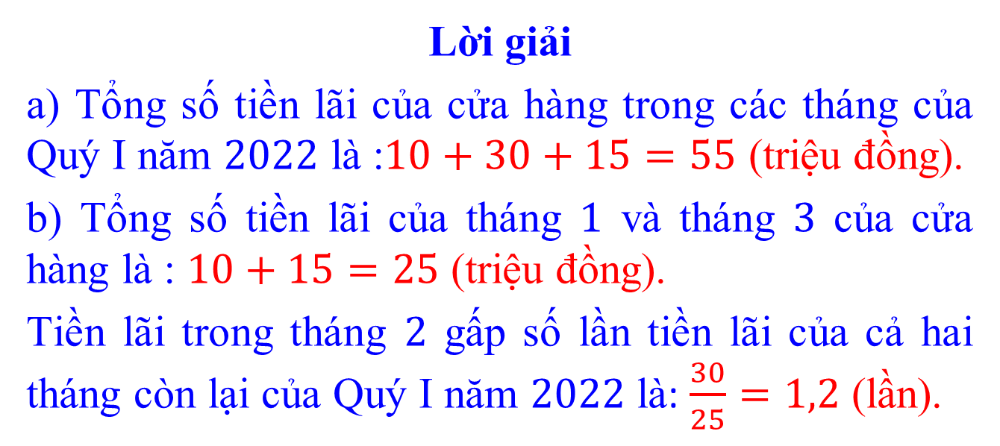 Lời giải
a) Tổng số tiền lãi của cửa hàng trong các tháng của
Quý I năm 2022 là :10 + 30 + 15 = 55 (triệu đồng).
b) Tổng số tiền lãi của tháng 1 và tháng 3 của cửa
hàng là : 10 + 15 = 25 (triệu đồng).
Tiền lãi trong tháng 2 gấp số lần tiền lãi của cả hai
tháng còn lại của Quý I năm 2022 là: 30/25 = 1,2 (lần).